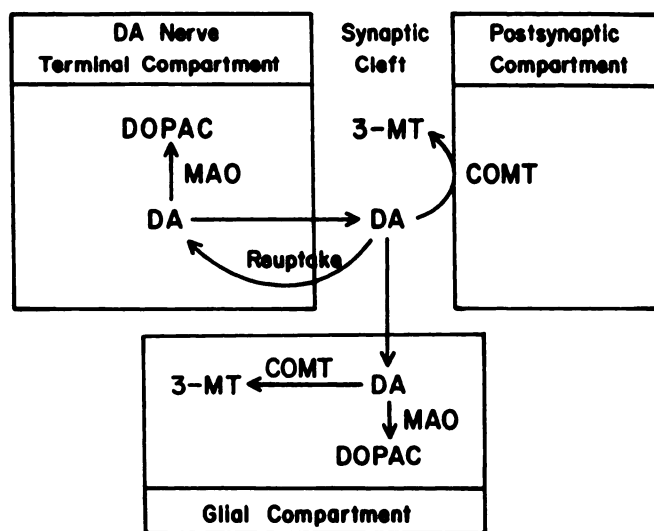 DA Nerve
Terminal Compartment
Synaptic
Cleft
Postsynaptic
Compartment
DOPAC
MAO
DA
Reuptake
3-MT
COMT
DA
3-MT
COMT
DA
MAO
DOPAC
Glial Compartment